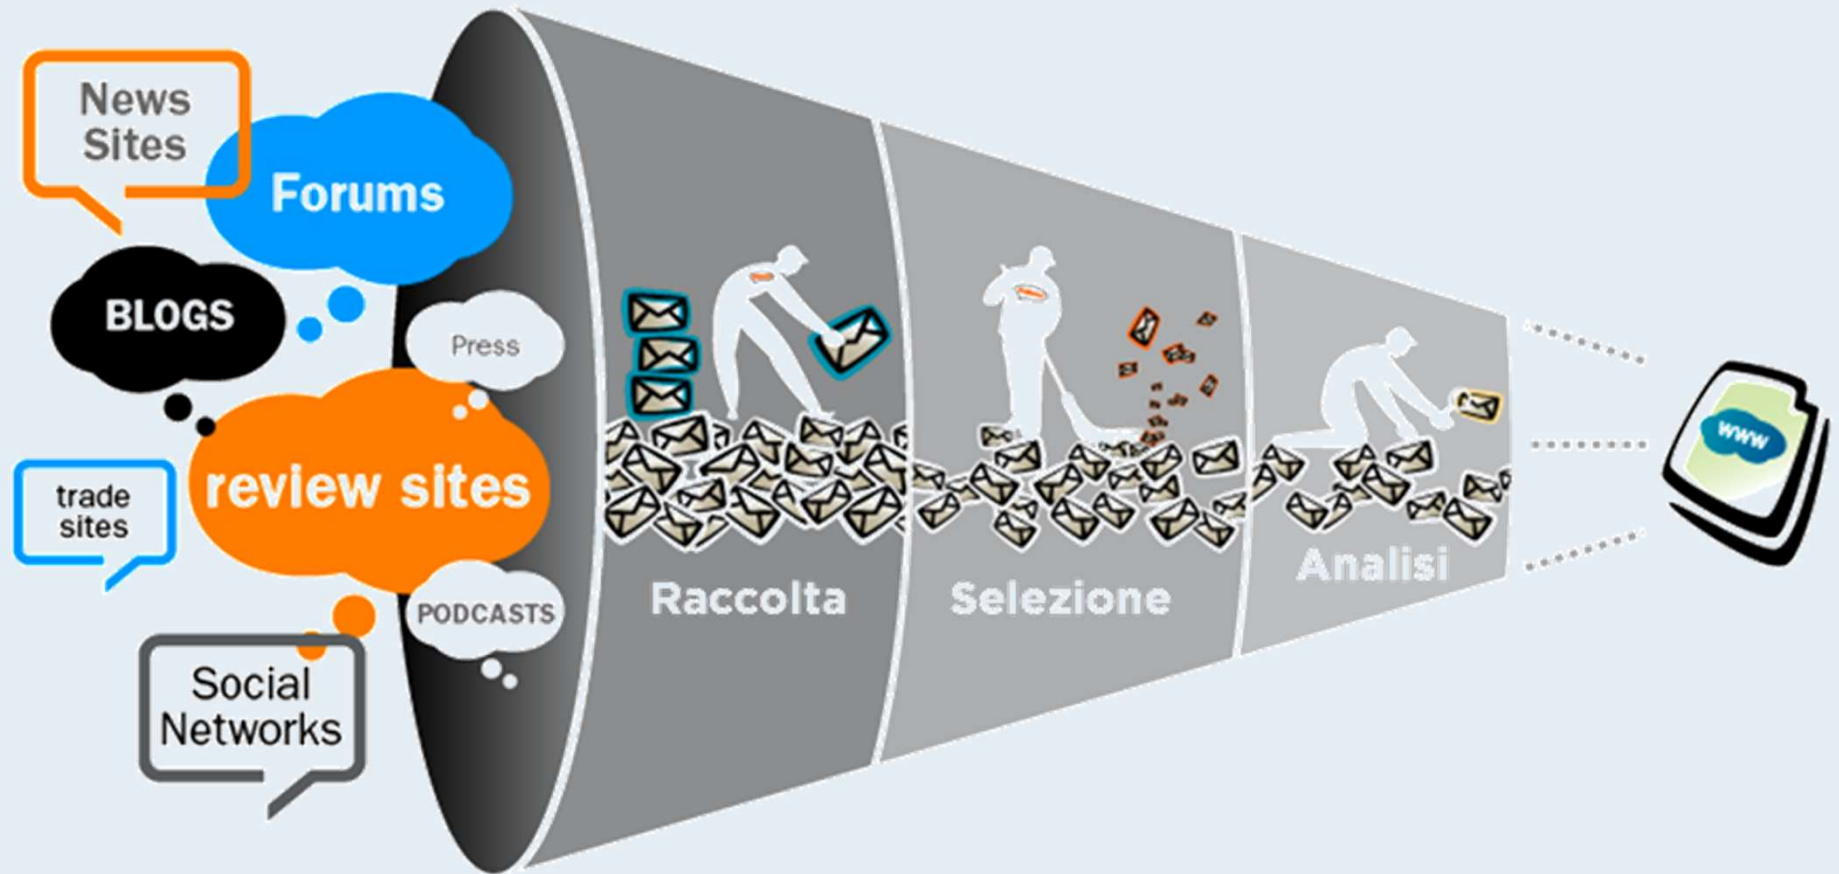 News
Sites
Forums
BLOGS
Press
review sites
trade
sites
PODCASTS
Social
Networks
Raccolta
Selezione
Analisi
www